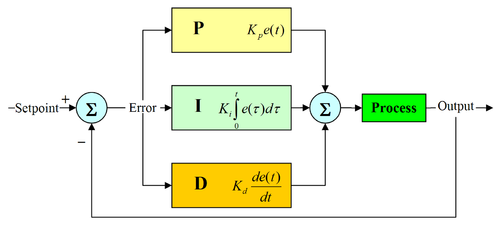 P K_p e(t)
Setpoint + Σ Error I K_i ∫_0^t e(τ)dτ Σ Process Output
−
D K_d de(t)/dt